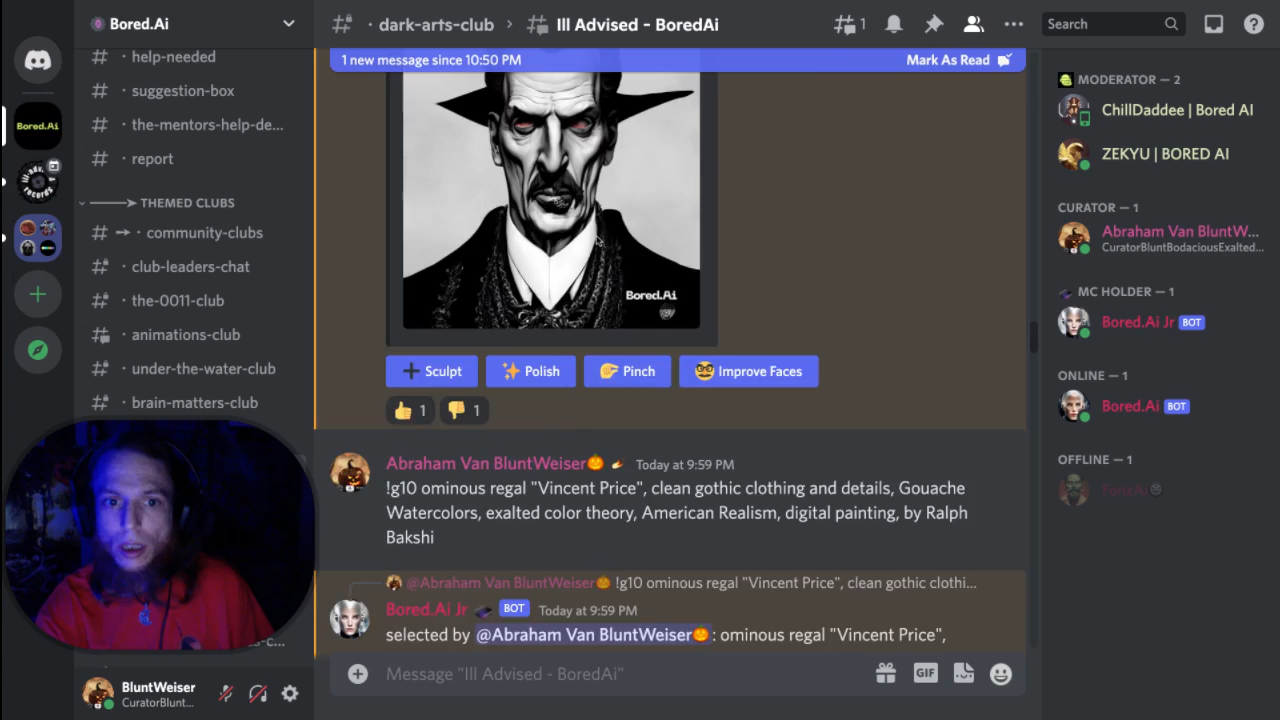 Bored.Ai
· dark-arts-club > Ill Advised - BoredAi
1
Search
1 new message since 10:50 PM
Mark As Read
· help-needed
· suggestion-box
· the-mentors-help-de...
· report
THEMED CLUBS
community-clubs
· club-leaders-chat
· the-0011-club
· animations-club
· under-the-water-club
· brain-matters-club
Bored.Ai
Bored.Ai
Sculpt
Polish
Pinch
Improve Faces
1
1
Abraham Van BluntWeiser🎃 Today at 9:59 PM
!g10 ominous regal "Vincent Price", clean gothic clothing and details, Gouache
Watercolors, exalted color theory, American Realism, digital painting, by Ralph
Bakshi
@Abraham Van BluntWeiser🎃 !g10 ominous regal "Vincent Price", clean gothic clothi...
Bored.Ai Jr BOT Today at 9:59 PM
selected by @Abraham Van BluntWeiser🎃: ominous regal "Vincent Price",
Message "Ill Advised - BoredAi"
GIF
BluntWeiser
CuratorBlunt...
MODERATOR — 2
ChillDaddee | Bored AI
ZEKYU | BORED AI
CURATOR — 1
Abraham Van BluntW...
CuratorBluntBodaciousExalted...
MC HOLDER — 1
Bored.Ai Jr BOT
ONLINE — 1
Bored.Ai BOT
OFFLINE — 1